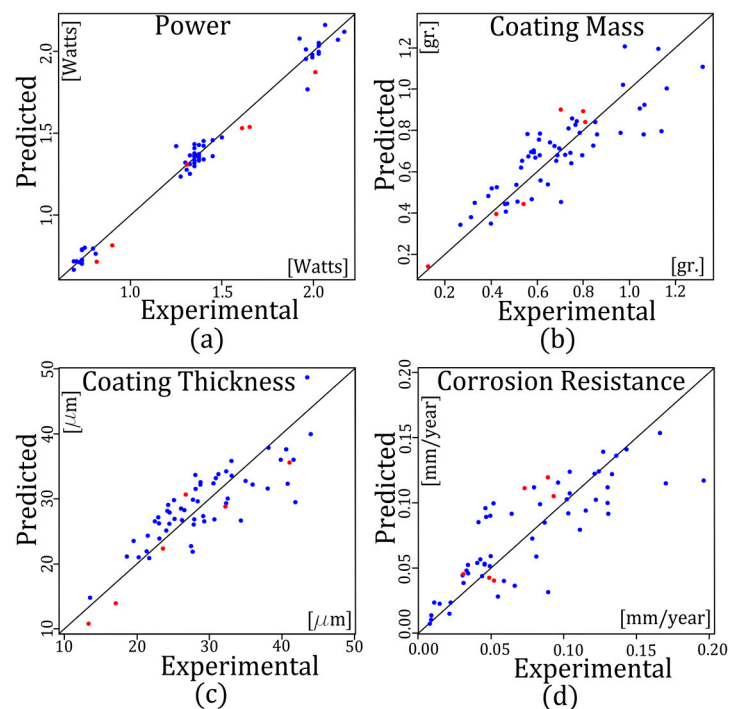 Power
[Watts]
Predicted
2.0
1.5
1.0
[Watts]
1.0 1.5 2.0
Experimental
(a)
Coating Mass
[gr.]
Predicted
1.2
1.0
0.8
0.6
0.4
0.2
[gr.]
0.2 0.4 0.6 0.8 1.0 1.2
Experimental
(b)
Coating Thickness
[μm]
Predicted
50
40
30
20
10
[μm]
10 20 30 40 50
Experimental
(c)
Corrosion Resistance
[mm/year]
Predicted
0.20
0.15
0.10
0.05
0.00
[mm/year]
0.00 0.05 0.10 0.15 0.20
Experimental
(d)